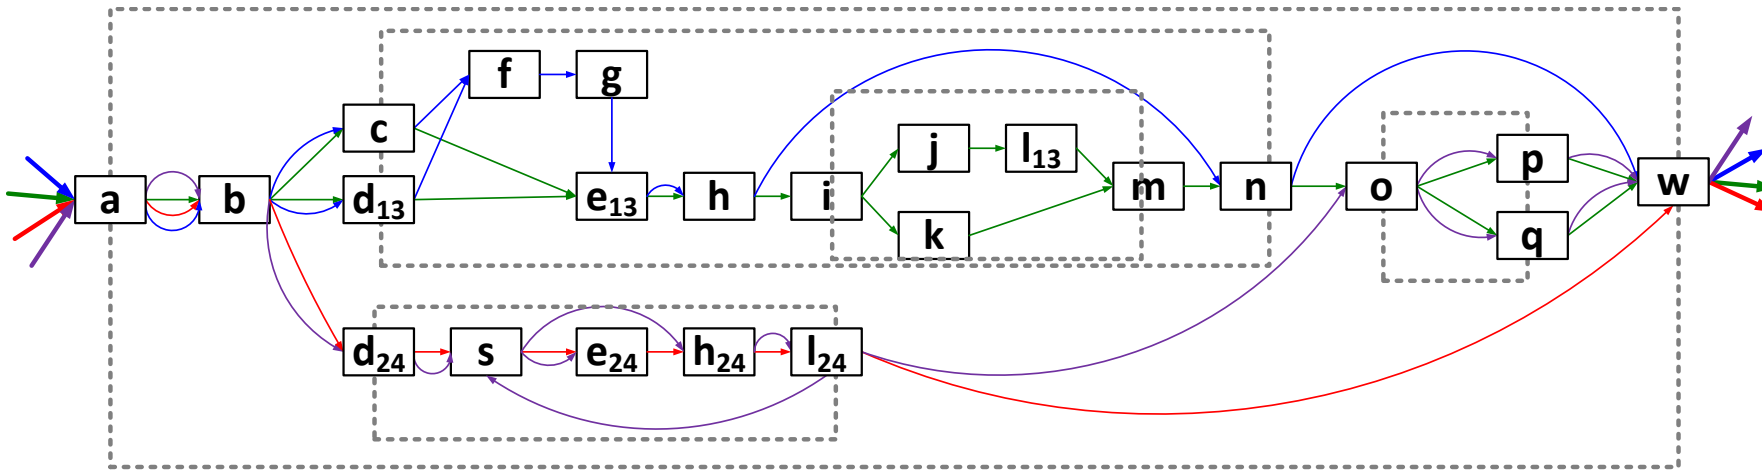 f
g
c
j
l₁₃
p
a
b
d₁₃
e₁₃
h
i
m
n
o
w
k
q
d₂₄
s
e₂₄
h₂₄
l₂₄